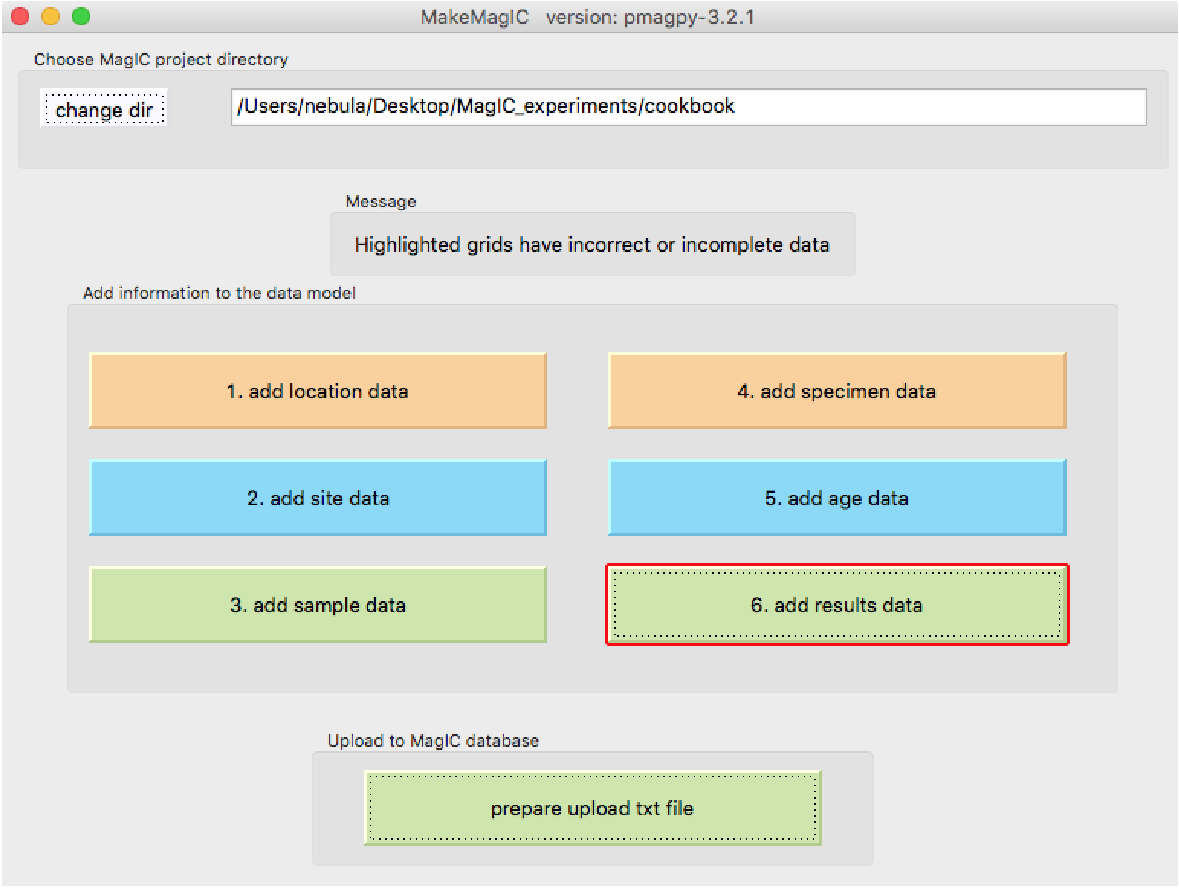 MakeMagIC version: pmagpy-3.2.1
Choose MagIC project directory
change dir
/Users/nebula/Desktop/MagIC_experiments/cookbook
Message
Highlighted grids have incorrect or incomplete data
Add information to the data model
1. add location data
4. add specimen data
2. add site data
5. add age data
3. add sample data
6. add results data
Upload to MagIC database
prepare upload txt file